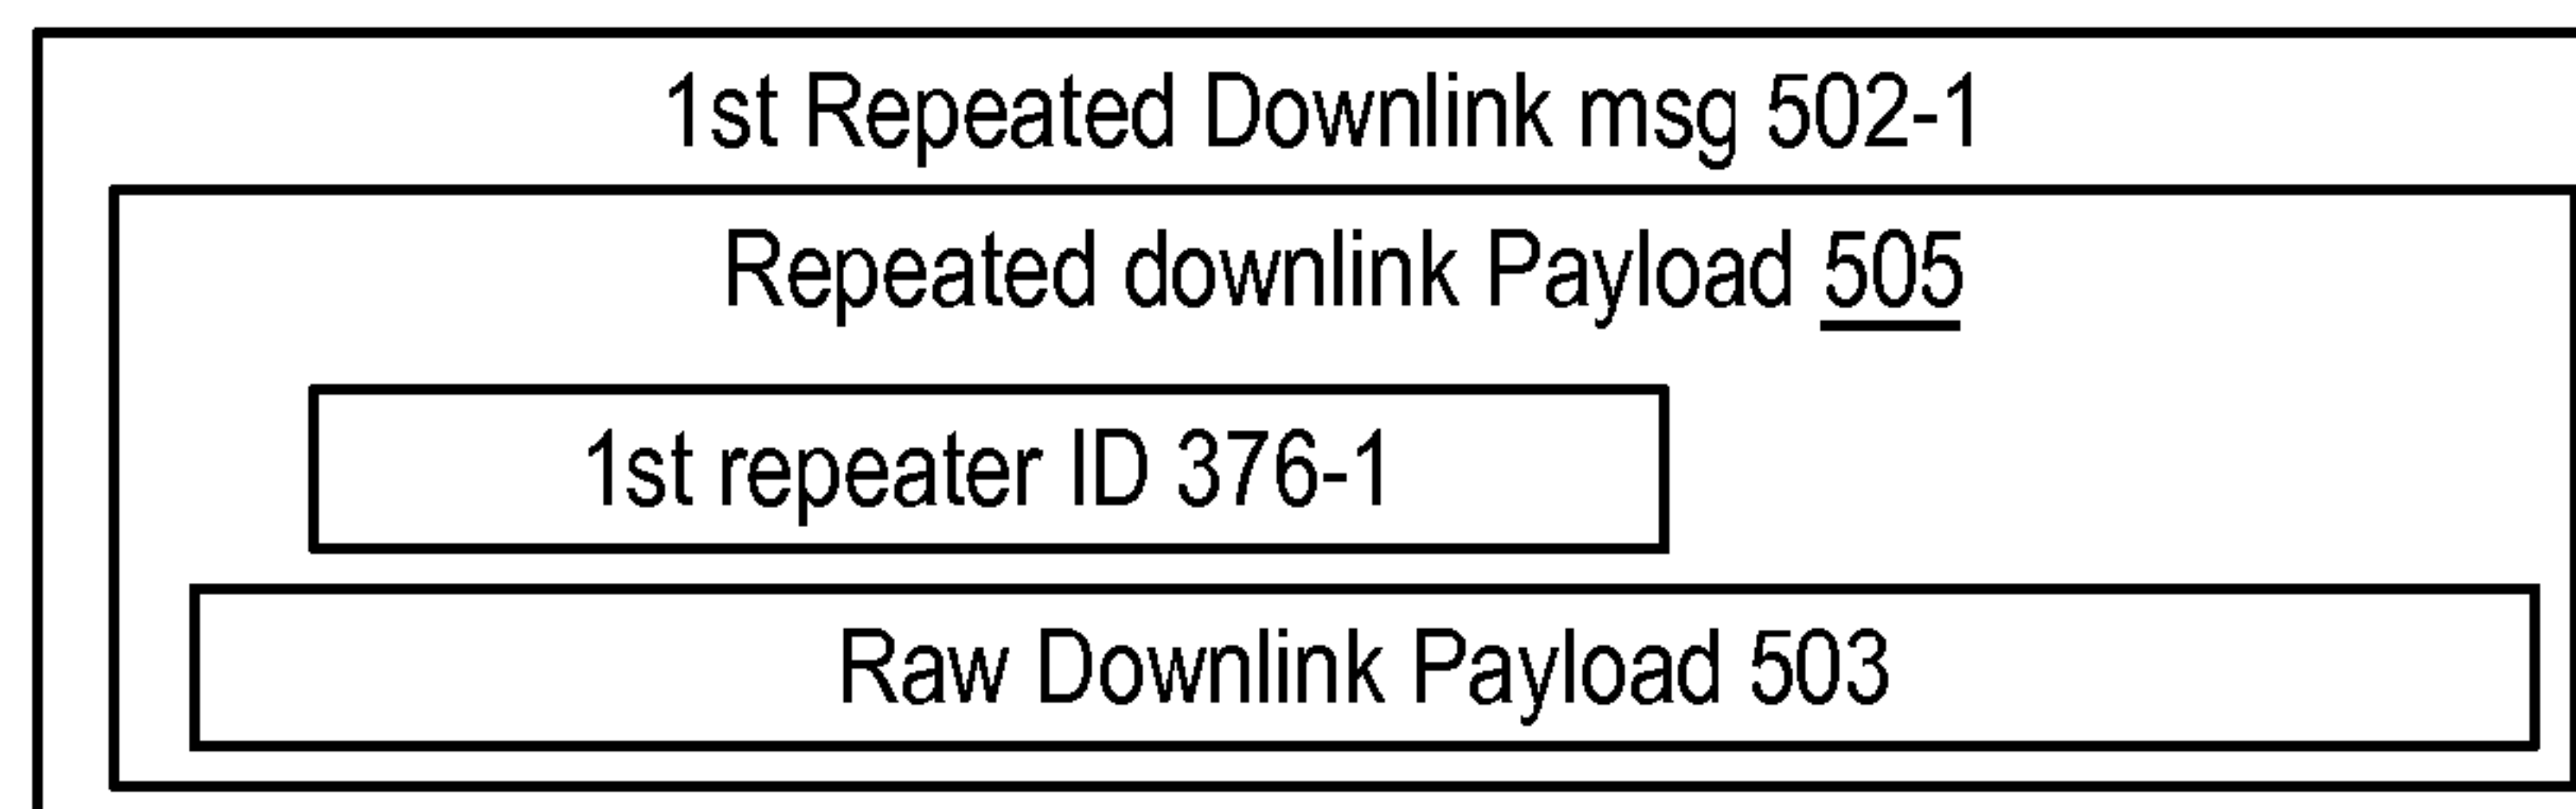 1st Repeated Downlink msg 502-1
Repeated downlink Payload 505
1st repeater ID 376-1
Raw Downlink Payload 503